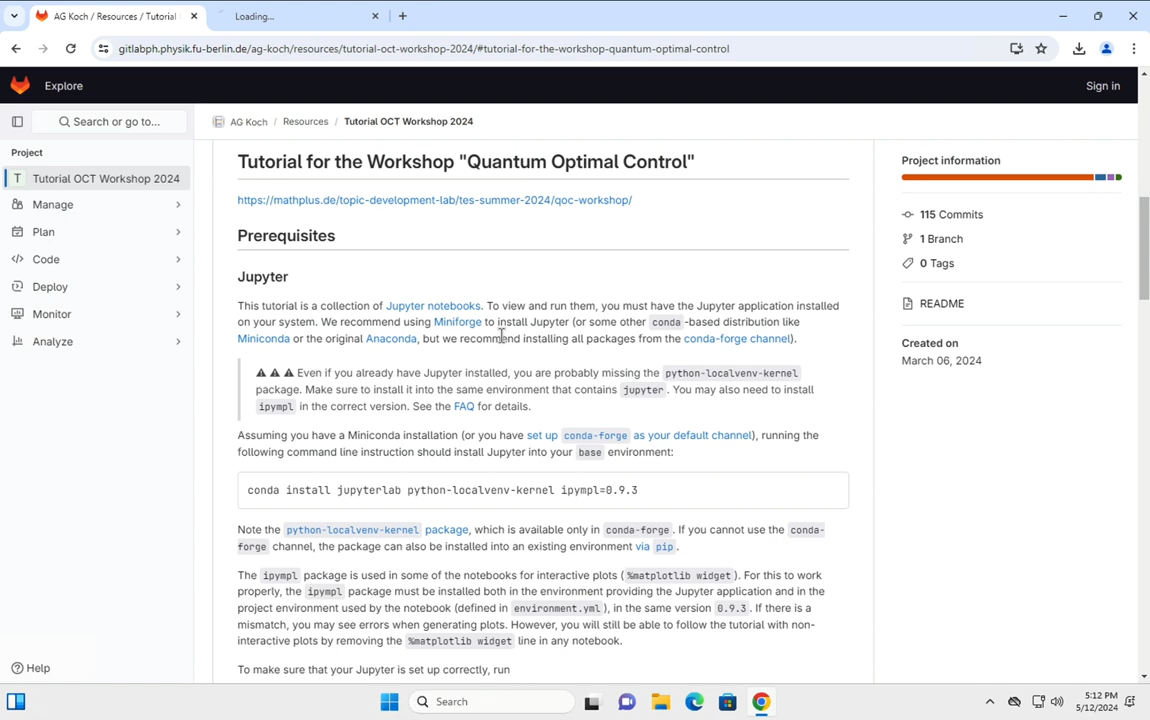 AG Koch / Resources / Tutorial
Loading...
gitlabph.physik.fu-berlin.de/ag-koch/resources/tutorial-oct-workshop-2024/#tutorial-for-the-workshop-quantum-optimal-control
Explore
Sign in
Search or go to...
AG Koch / Resources / Tutorial OCT Workshop 2024
Project
T Tutorial OCT Workshop 2024
Manage
Plan
Code
Deploy
Monitor
Analyze
Help
Tutorial for the Workshop "Quantum Optimal Control"
https://mathplus.de/topic-development-lab/tes-summer-2024/qoc-workshop/
Prerequisites
Jupyter
This tutorial is a collection of Jupyter notebooks. To view and run them, you must have the Jupyter application installed
on your system. We recommend using Miniforge to install Jupyter (or some other conda-based distribution like
Miniconda or the original Anaconda, but we recommend installing all packages from the conda-forge channel).
⚠ ⚠ ⚠ Even if you already have Jupyter installed, you are probably missing the python-localvenv-kernel
package. Make sure to install it into the same environment that contains jupyter. You may also need to install
ipympl in the correct version. See the FAQ for details.
Assuming you have a Miniconda installation (or you have set up conda-forge as your default channel), running the
following command line instruction should install Jupyter into your base environment:
conda install jupyterlab python-localvenv-kernel ipympl=0.9.3
Note the python-localvenv-kernel package, which is available only in conda-forge. If you cannot use the conda-
forge channel, the package can also be installed into an existing environment via pip.
The ipympl package is used in some of the notebooks for interactive plots (%matplotlib widget). For this to work
properly, the ipympl package must be installed both in the environment providing the Jupyter application and in the
project environment used by the notebook (defined in environment.yml), in the same version 0.9.3. If there is a
mismatch, you may see errors when generating plots. However, you will still be able to follow the tutorial with non-
interactive plots by removing the %matplotlib widget line in any notebook.
To make sure that your Jupyter is set up correctly, run
Project information
115 Commits
1 Branch
0 Tags
README
Created on
March 06, 2024
Search
5:12 PM
5/12/2024